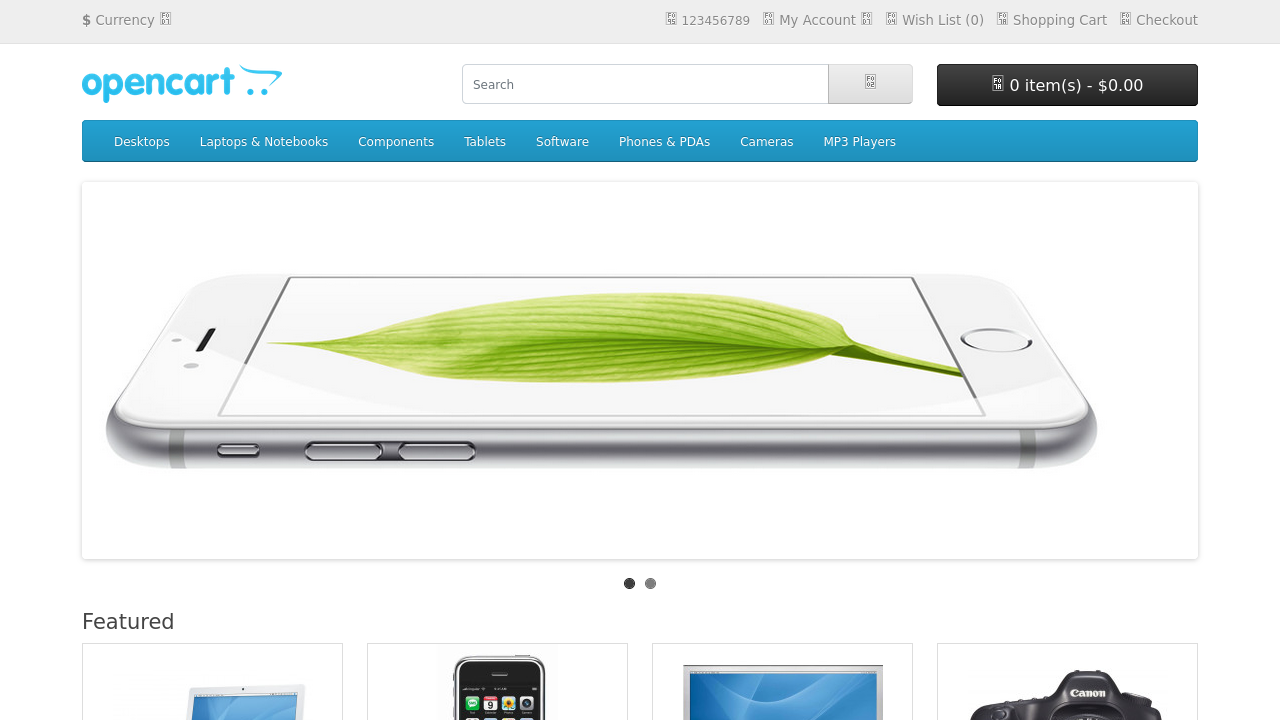 $ Currency
123456789 My Account Wish List (0) Shopping Cart Checkout
opencart
Search
0 item(s) - $0.00
Desktops Laptops & Notebooks Components Tablets Software Phones & PDAs Cameras MP3 Players
Featured
9
Canon